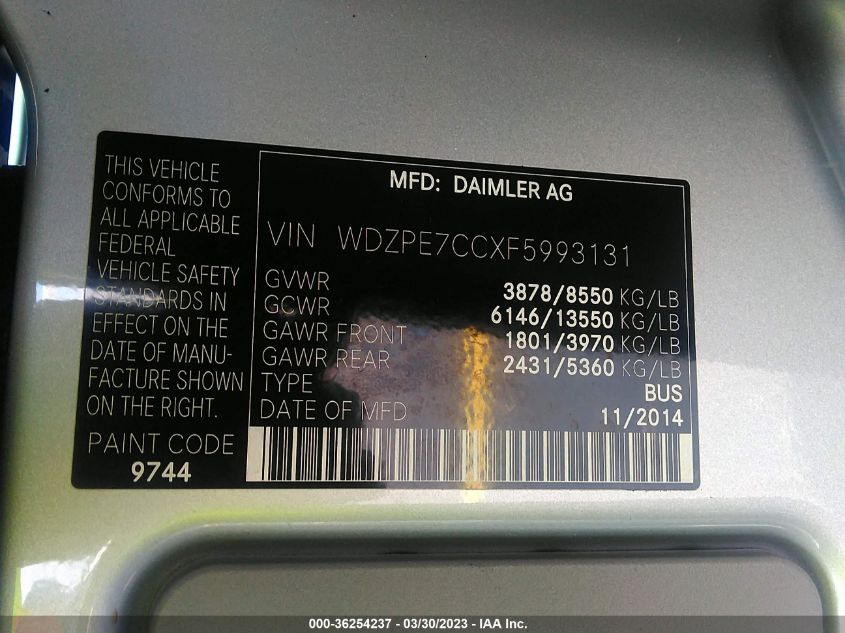 THIS VEHICLE
CONFORMS TO
ALL APPLICABLE
FEDERAL
VEHICLE SAFETY
STANDARDS IN
EFFECT ON THE
DATE OF MANU-
FACTURE SHOWN
ON THE RIGHT.
PAINT CODE
9744
MFD: DAIMLER AG
VIN WDZPE7CCXF5993131
GVWR 3878/8550 KG/LB
GCWR 6146/13550 KG/LB
GAWR FRONT 1801/3970 KG/LB
GAWR REAR 2431/5360 KG/LB
TYPE BUS
DATE OF MFD 11/2014
000-36254237 - 03/30/2023 - IAA Inc.